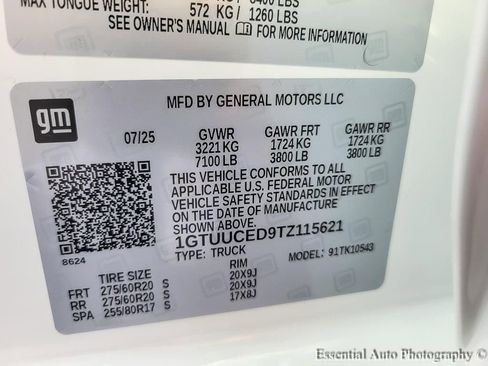 MAX TONGUE WEIGHT:
572 KG / 1260 LBS
SEE OWNER'S MANUAL i FOR MORE INFORMATION
gm
MFD BY GENERAL MOTORS LLC
07/25 GVWR GAWR FRT GAWR RR
3221 KG 1724 KG 1724 KG
7100 LB 3800 LB 3800 LB
THIS VEHICLE CONFORMS TO ALL
APPLICABLE U.S. FEDERAL MOTOR
VEHICLE SAFETY STANDARDS IN EFFECT
ON THE DATE OF MANUFACTURE
SHOWN ABOVE.
1GTUUCED9TZ115621
8624
TYPE: TRUCK MODEL: 91TK10543
TIRE SIZE RIM
FRT 275/60R20 S 20X9J
RR 275/60R20 S 20X9J
SPA 255/80R17 S 17X8J
Essential Auto Photography ©